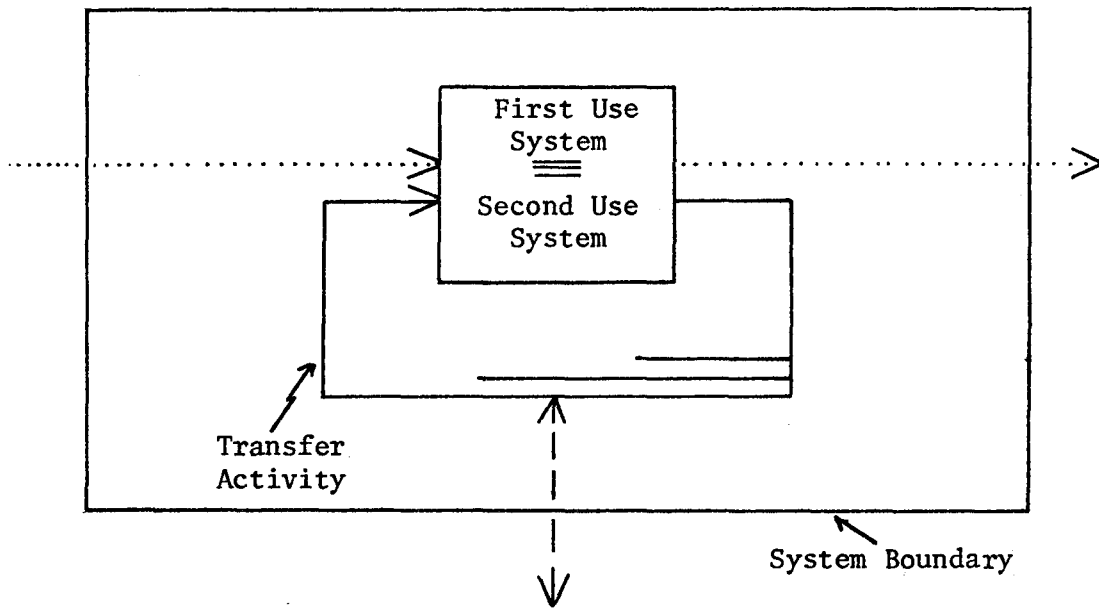 First Use
System
≡
Second Use
System
Transfer
Activity
System Boundary